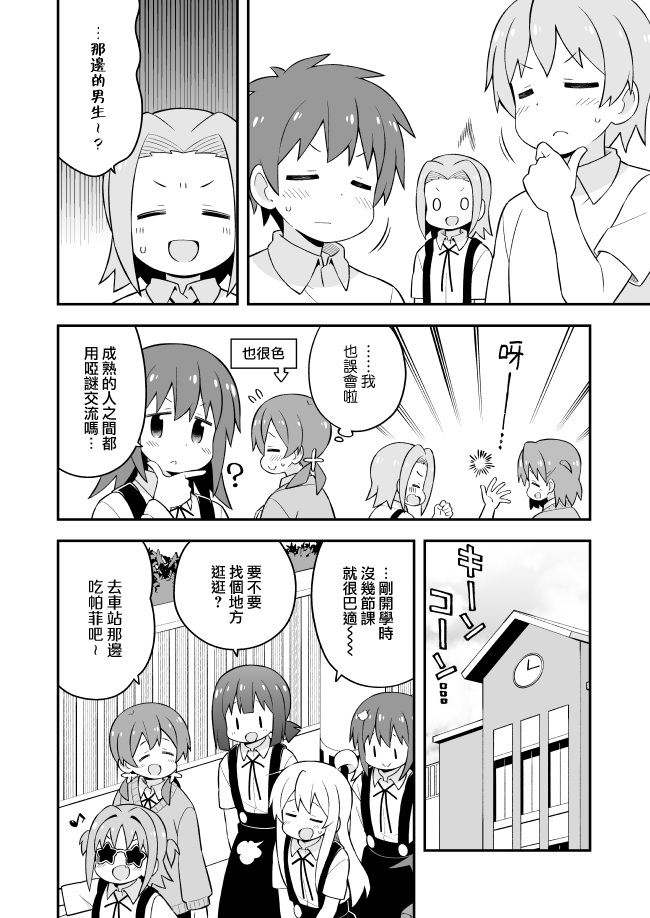 …那邊的男生～？
呀
……
……我
也誤會啦
也很色
成熟的人之間都
用啞謎交流嗎…
？
キーン
コーン…
…剛開學時
沒幾節課
就很巴適～～
要不要
找個地方
逛逛？
去車站那邊
吃帕菲吧～
♪